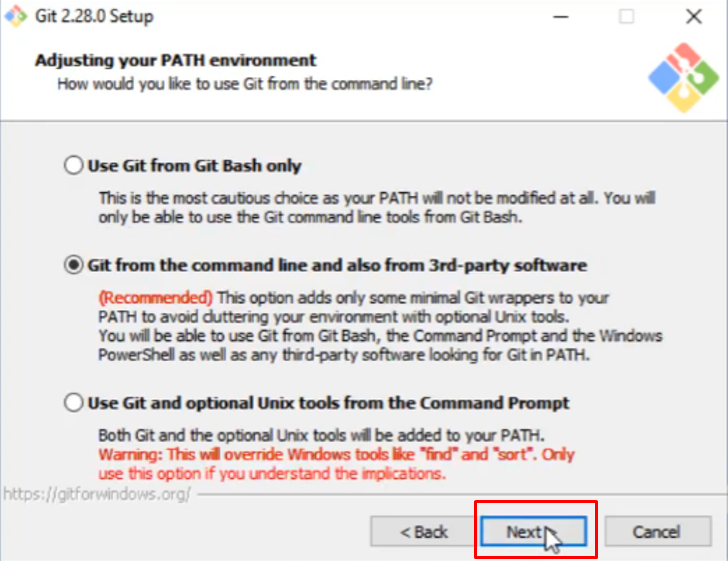 Git 2.28.0 Setup
Adjusting your PATH environment
How would you like to use Git from the command line?
Use Git from Git Bash only
This is the most cautious choice as your PATH will not be modified at all. You will
only be able to use the Git command line tools from Git Bash.
Git from the command line and also from 3rd-party software
(Recommended) This option adds only some minimal Git wrappers to your
PATH to avoid cluttering your environment with optional Unix tools.
You will be able to use Git from Git Bash, the Command Prompt and the Windows
PowerShell as well as any third-party software looking for Git in PATH.
Use Git and optional Unix tools from the Command Prompt
Both Git and the optional Unix tools will be added to your PATH.
Warning: This will override Windows tools like "find" and "sort". Only
use this option if you understand the implications.
https://gitforwindows.org/
< Back Next Cancel